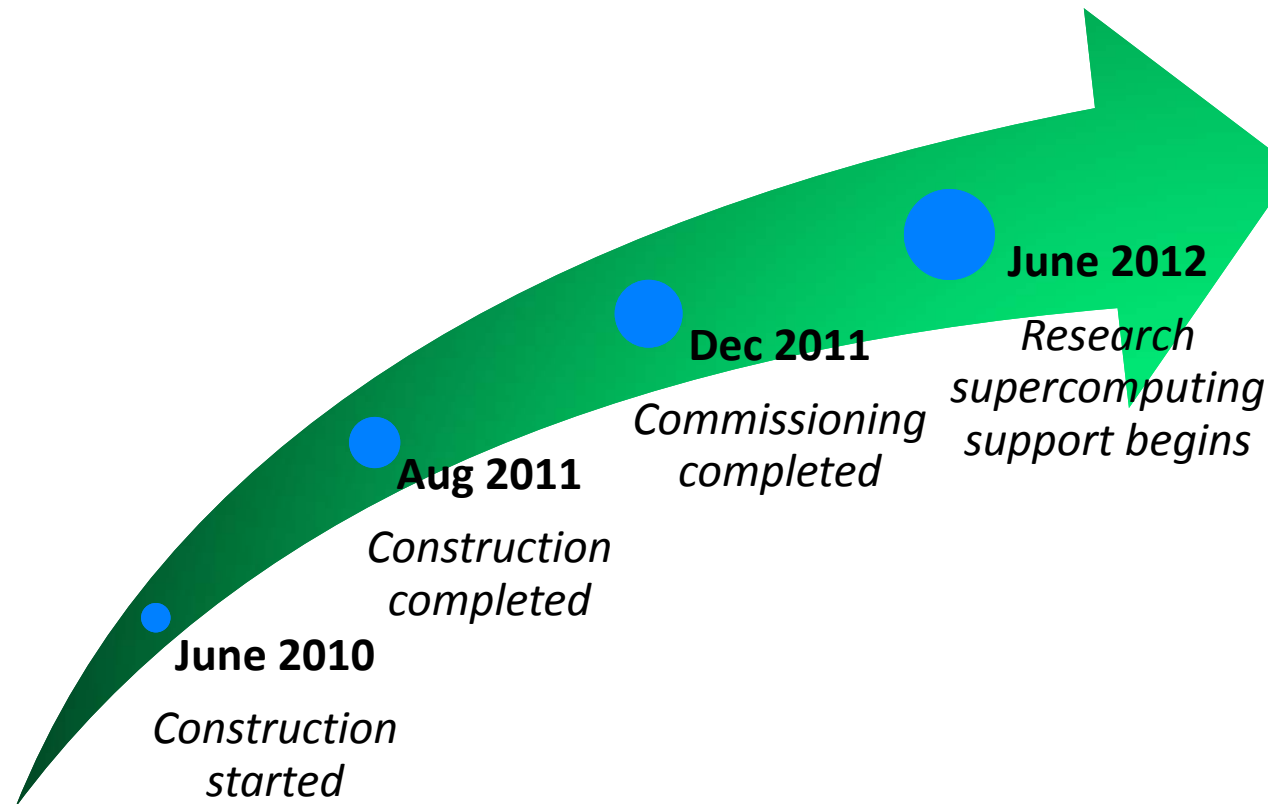 June 2010
Construction
started
Aug 2011
Construction
completed
Dec 2011
Commissioning
completed
June 2012
Research
supercomputing
support begins